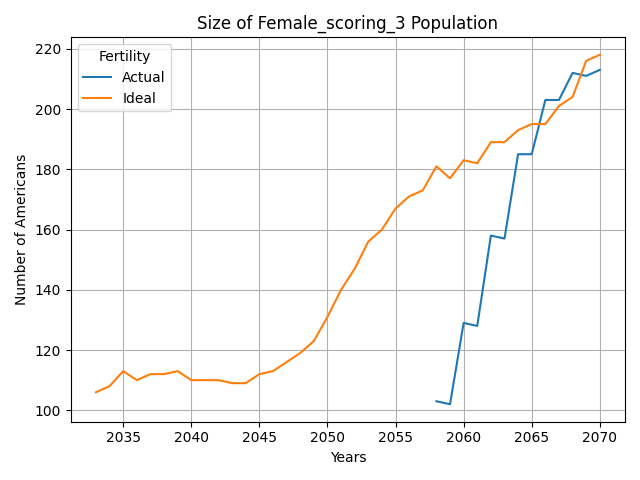 Size of Female_scoring_3 Population
Fertility
Actual
Ideal
Number of Americans
220
200
180
160
140
120
100
2035
2040
2045
2050
2055
2060
2065
2070
Years